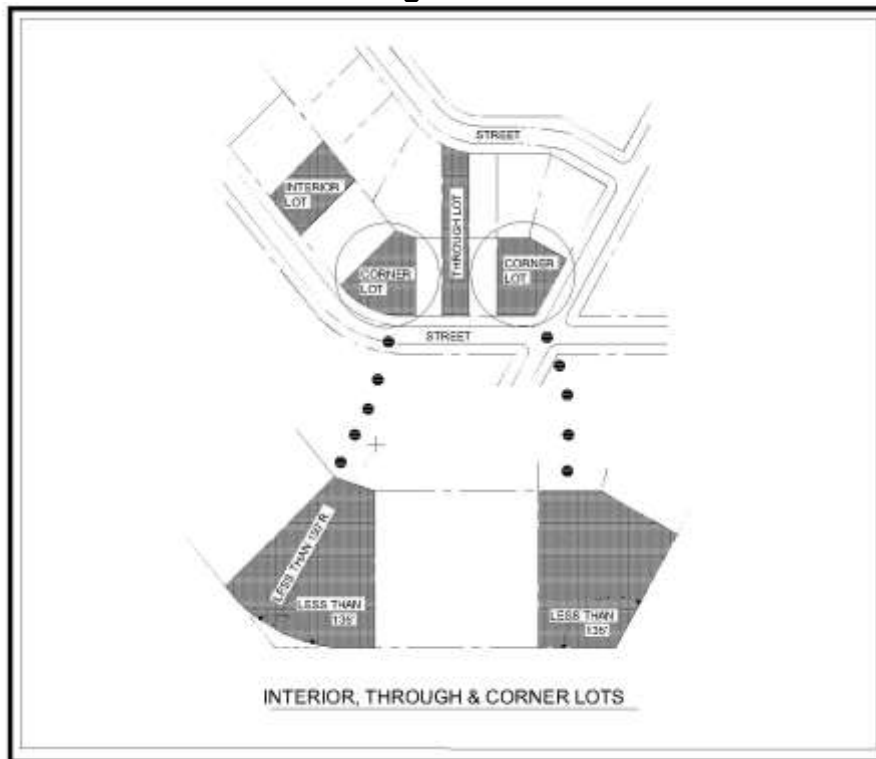 STREET
INTERIOR
LOT
THROUGH LOT
CORNER
LOT
CORNER
LOT
STREET
LESS THAN 150' R
LESS THAN
135°
LESS THAN
135°
INTERIOR, THROUGH & CORNER LOTS